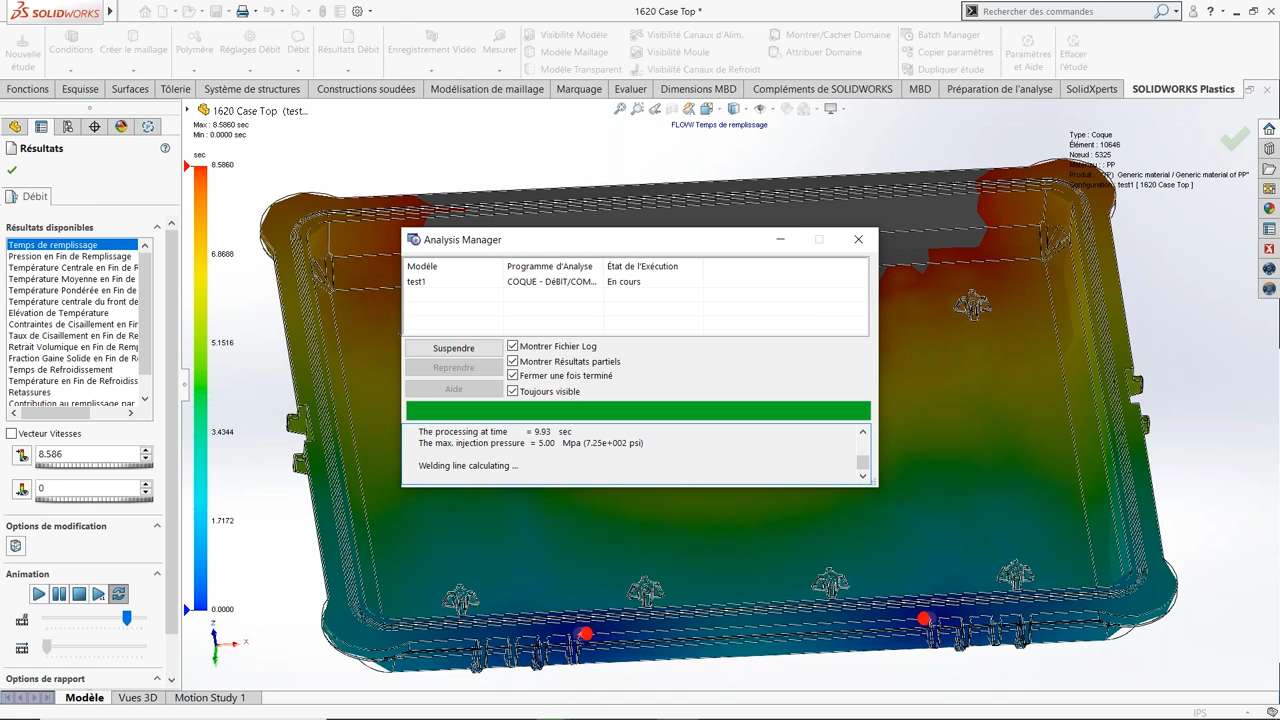 SOLIDWORKS
1620 Case Top *
Rechercher des commandes
Nouvelle étude
Conditions
Créer le maillage
Polymère
Réglages Débit
Débit
Résultats Débit
Enregistrement Vidéo
Mesurer
Visibilité Modèle
Modèle Maillage
Modèle Transparent
Visibilité Canaux d'Alim.
Visibilité Moule
Visibilité Canaux de Refroidt
Montrer/Cacher Domaine
Attribuer Domaine
Batch Manager
Copier paramètres
Dupliquer étude
Paramètres et Aide
Effacer l'étude
Fonctions
Esquisse
Surfaces
Tôlerie
Système de structures
Constructions soudées
Modélisation de maillage
Marquage
Evaluer
Dimensions MBD
Compléments de SOLIDWORKS
MBD
Préparation de l'analyse
SolidXperts
SOLIDWORKS Plastics
1620 Case Top (test...
Max : 8.5860 sec
Min : 0.0000 sec
FLOW/Temps de remplissage
Type : Coque
Élément : 10646
Nœud : 5325
Produit : (PP) Generic material / Generic material of PP"
Configuration : test1 [ 1620 Case Top ]
Résultats
Débit
Résultats disponibles
Temps de remplissage
Pression en Fin de Remplissage
Température Centrale en Fin de R
Température Moyenne en Fin de
Température Pondérée en Fin de
Température centrale du front de
Elévation de Température
Contraintes de Cisaillement en Fin
Taux de Cisaillement en Fin de Re
Retrait Volumique en Fin de Rem
Fraction Gaine Solide en Fin de R
Temps de Refroidissement
Température en Fin de Refroidiss
Retassures
Contribution au remplissage par
Vecteur Vitesses
8.586
0
Options de modification
Animation
Options de rapport
sec
8.5860
6.8688
5.1516
3.4344
1.7172
0.0000
Z
X
Analysis Manager
Modèle
Programme d'Analyse
État de l'Exécution
test1
COQUE - DéBIT/COM...
En cours
Suspendre
Reprendre
Aide
Montrer Fichier Log
Montrer Résultats partiels
Fermer une fois terminé
Toujours visible
The processing at time = 9.93 sec
The max. injection pressure = 5.00 Mpa (7.25e+002 psi)
Welding line calculating ...
Modèle
Vues 3D
Motion Study 1
IPS